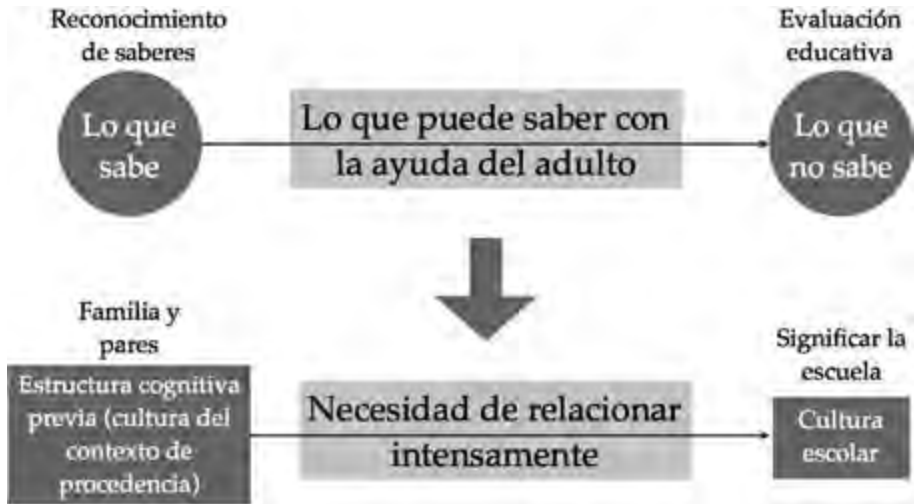 Reconocimiento
de saberes
Lo que
sabe
Lo que puede saber con
la ayuda del adulto
Evaluación
educativa
Lo que
no sabe
Familia y
pares
Estructura cognitiva
previa (cultura del
contexto de
procedencia)
Necesidad de relacionar
intensamente
Significar la
escuela
Cultura
escolar